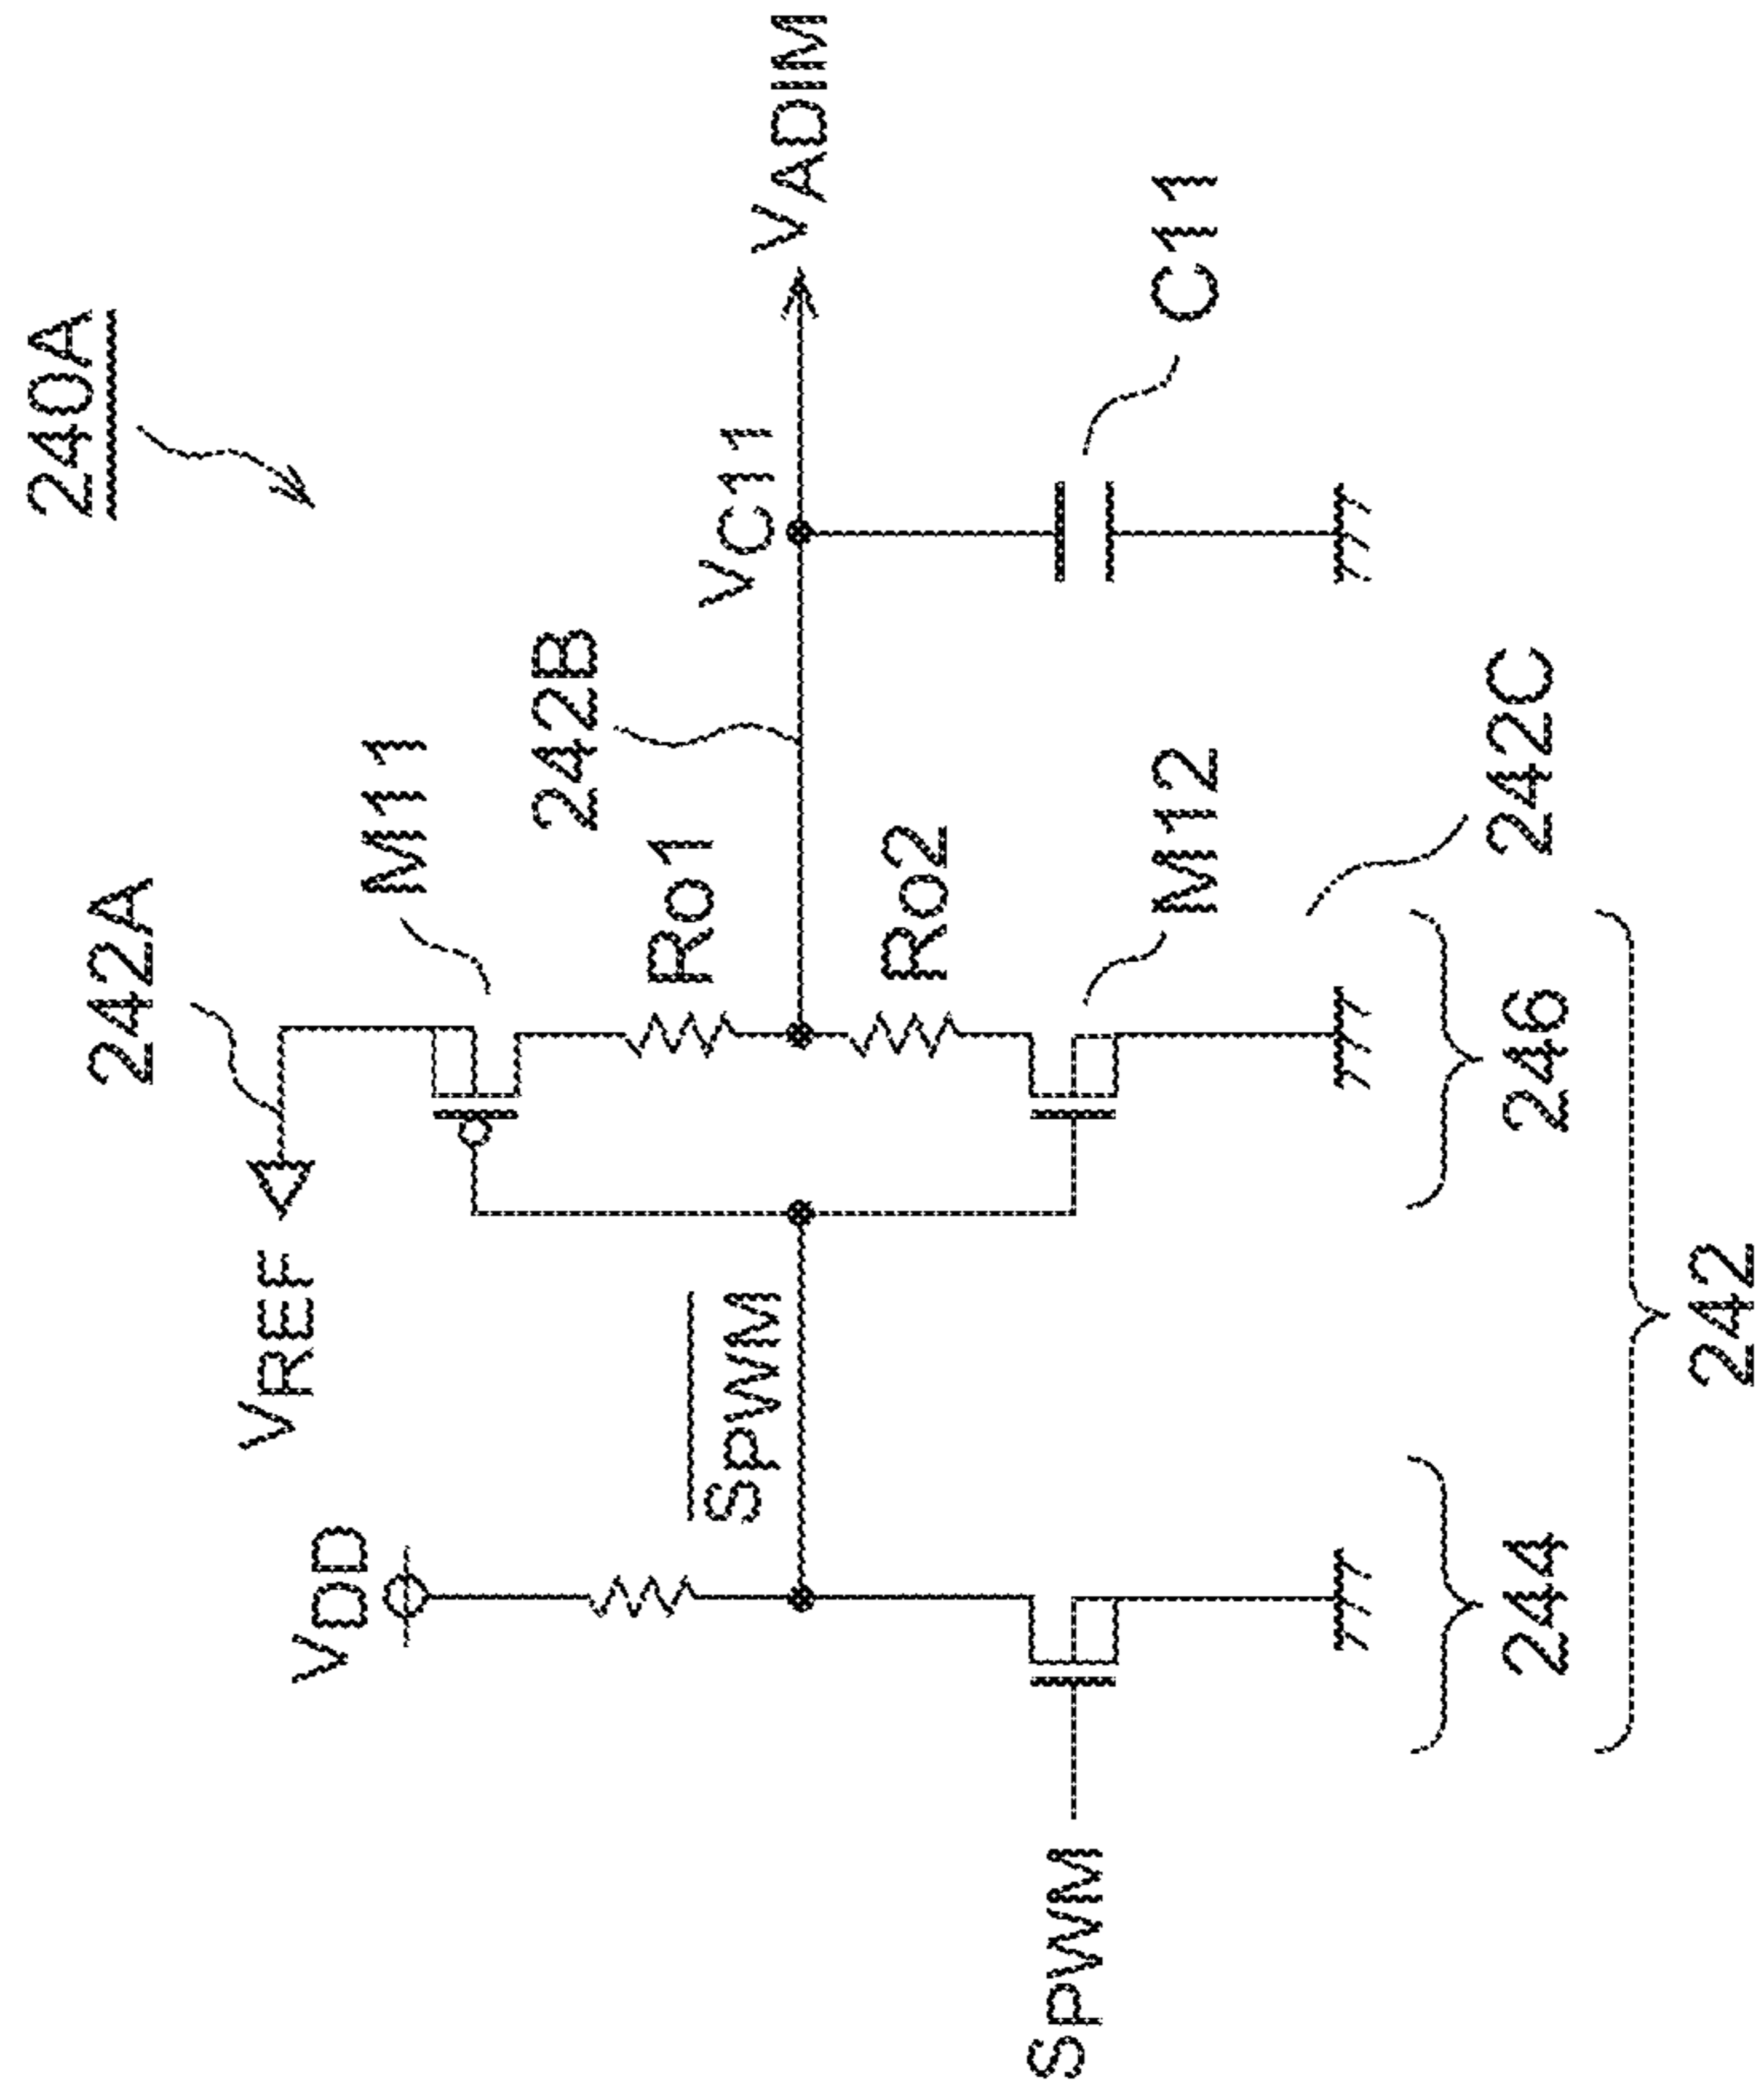 240A
242A
VREF
M11
VDD
242B
Ro1
VC11
SPWM
VADIM
Ro2
SPWM
M12
C11
242C
244
246
242